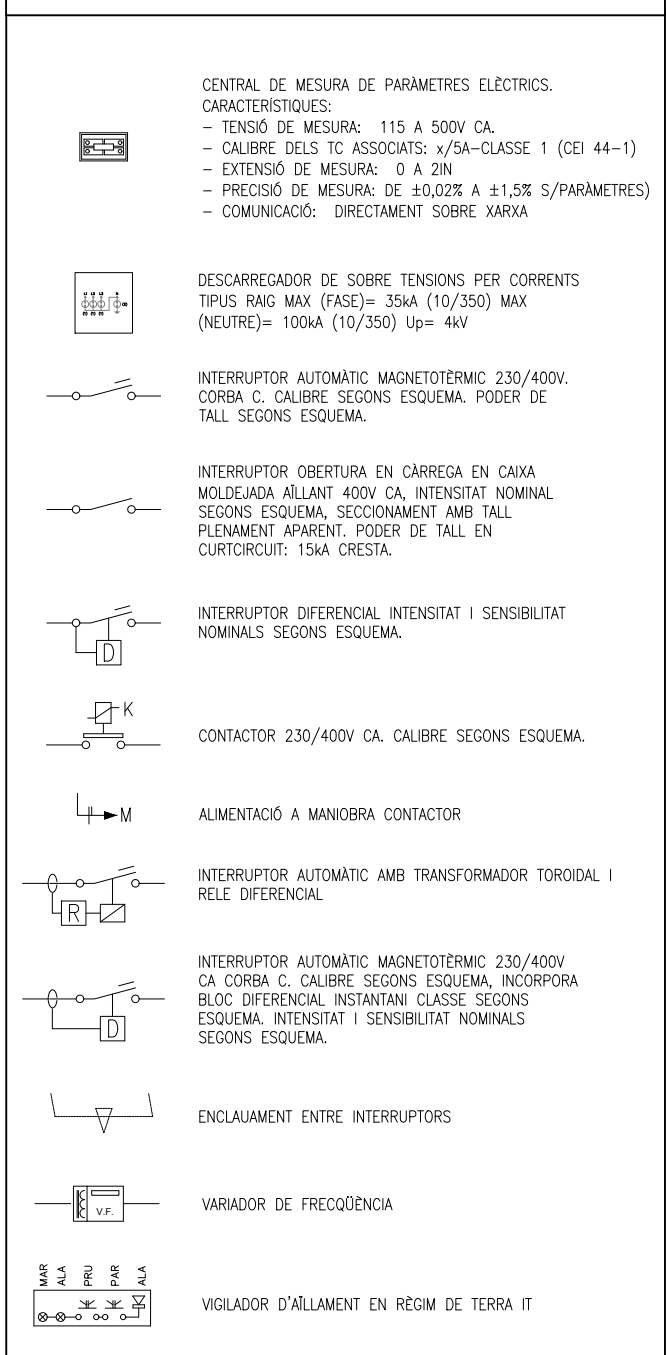 CENTRAL DE MESURA DE PARÀMETRES ELÈCTRICS.
CARACTERÍSTIQUES:
– TENSIÓ DE MESURA: 115 A 500V CA.
– CALIBRE DELS TC ASSOCIATS: x/5A–CLASSE 1 (CEI 44–1)
– EXTENSIÓ DE MESURA: 0 A 2IN
– PRECISIÓ DE MESURA: DE ±0,02% A ±1,5% S/PARÀMETRES)
– COMUNICACIÓ: DIRECTAMENT SOBRE XARXA
DESCARREGADOR DE SOBRE TENSIONS PER CORRENTS
TIPUS RAIG MAX (FASE)= 35kA (10/350) MAX
(NEUTRE)= 100kA (10/350) Up= 4kV
INTERRUPTOR AUTOMÀTIC MAGNETOTÈRMIC 230/400V.
CORBA C. CALIBRE SEGONS ESQUEMA. PODER DE
TALL SEGONS ESQUEMA.
INTERRUPTOR OBERTURA EN CÀRREGA EN CAIXA
MOLDEJADA AÏLLANT 400V CA, INTENSITAT NOMINAL
SEGONS ESQUEMA, SECCIONAMENT AMB TALL
PLENAMENT APARENT. PODER DE TALL EN
CURTCIRCUIT: 15kA CRESTA.
D
INTERRUPTOR DIFERENCIAL INTENSITAT I SENSIBILITAT
NOMINALS SEGONS ESQUEMA.
K
CONTACTOR 230/400V CA. CALIBRE SEGONS ESQUEMA.
M
ALIMENTACIÓ A MANIOBRA CONTACTOR
R
INTERRUPTOR AUTOMÀTIC AMB TRANSFORMADOR TOROIDAL I
RELE DIFERENCIAL
D
INTERRUPTOR AUTOMÀTIC MAGNETOTÈRMIC 230/400V
CA CORBA C. CALIBRE SEGONS ESQUEMA, INCORPORA
BLOC DIFERENCIAL INSTANTANI CLASSE SEGONS
ESQUEMA. INTENSITAT I SENSIBILITAT NOMINALS
SEGONS ESQUEMA.
ENCLAUAMENT ENTRE INTERRUPTORS
V.F.
VARIADOR DE FRECQÜÈNCIA
MAR ALA PRU PAR ALA
VIGILADOR D'AÏLLAMENT EN RÈGIM DE TERRA IT